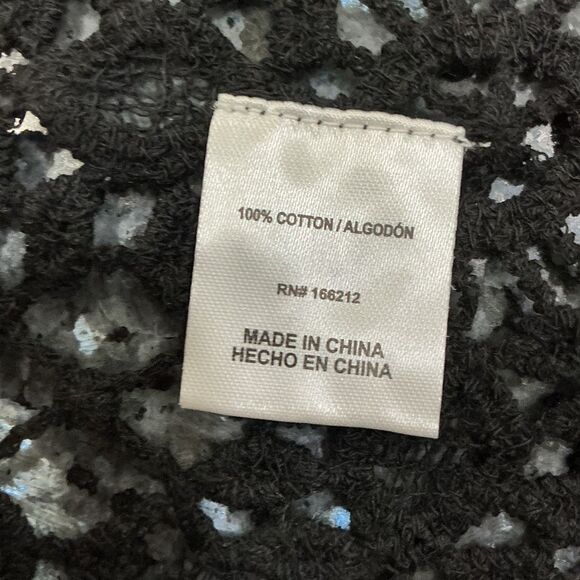 100% COTTON / ALGODÓN
RN# 166212
MADE IN CHINA
HECHO EN CHINA